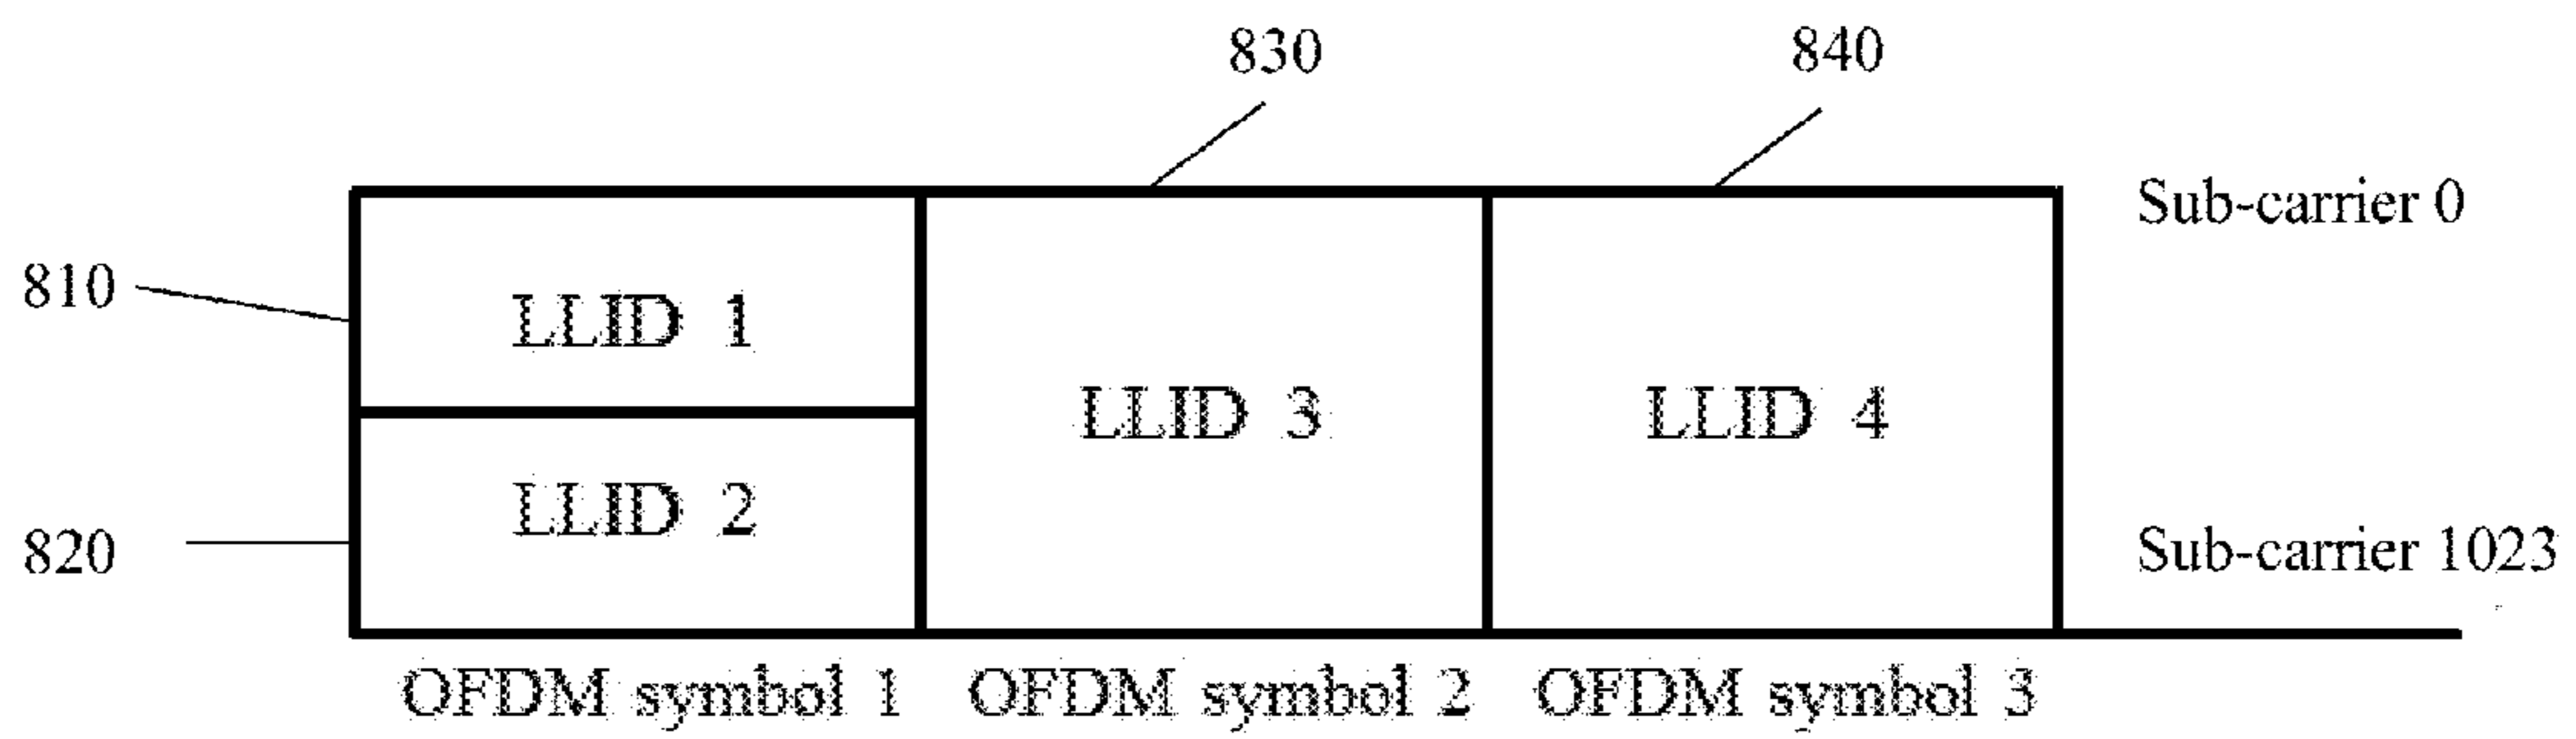 830
840
Sub-carrier 0
810
LLID 1
LLID 3
LLID 4
LLID 2
820
Sub-carrier 1023
OFDM symbol 1
OFDM symbol 2
OFDM symbol 3